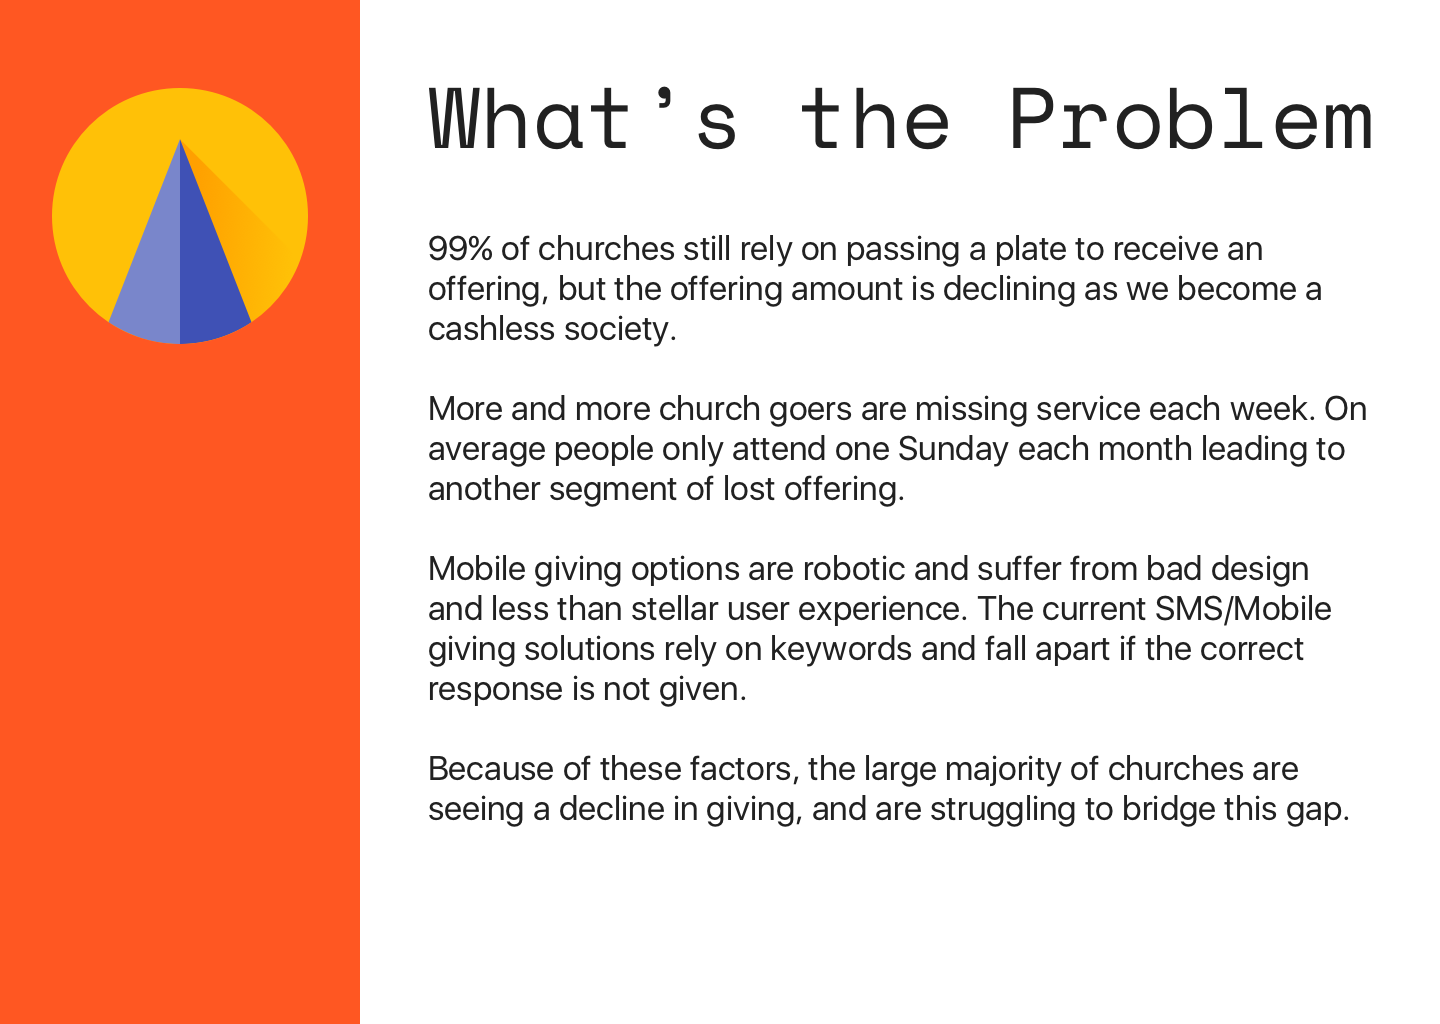 What’s the Problem
99% of churches still rely on passing a plate to receive an
offering, but the offering amount is declining as we become a
cashless society.
More and more church goers are missing service each week. On
average people only attend one Sunday each month leading to
another segment of lost offering.
Mobile giving options are robotic and suffer from bad design
and less than stellar user experience. The current SMS/Mobile
giving solutions rely on keywords and fall apart if the correct
response is not given.
Because of these factors, the large majority of churches are
seeing a decline in giving, and are struggling to bridge this gap.